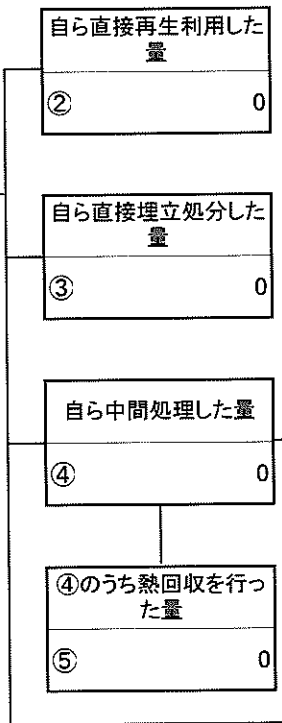 自ら直接再生利用した
量
② 0
自ら直接埋立処分した
量
③ 0
自ら中間処理した量
④ 0
④のうち熱回収を行っ
た量
⑤ 0